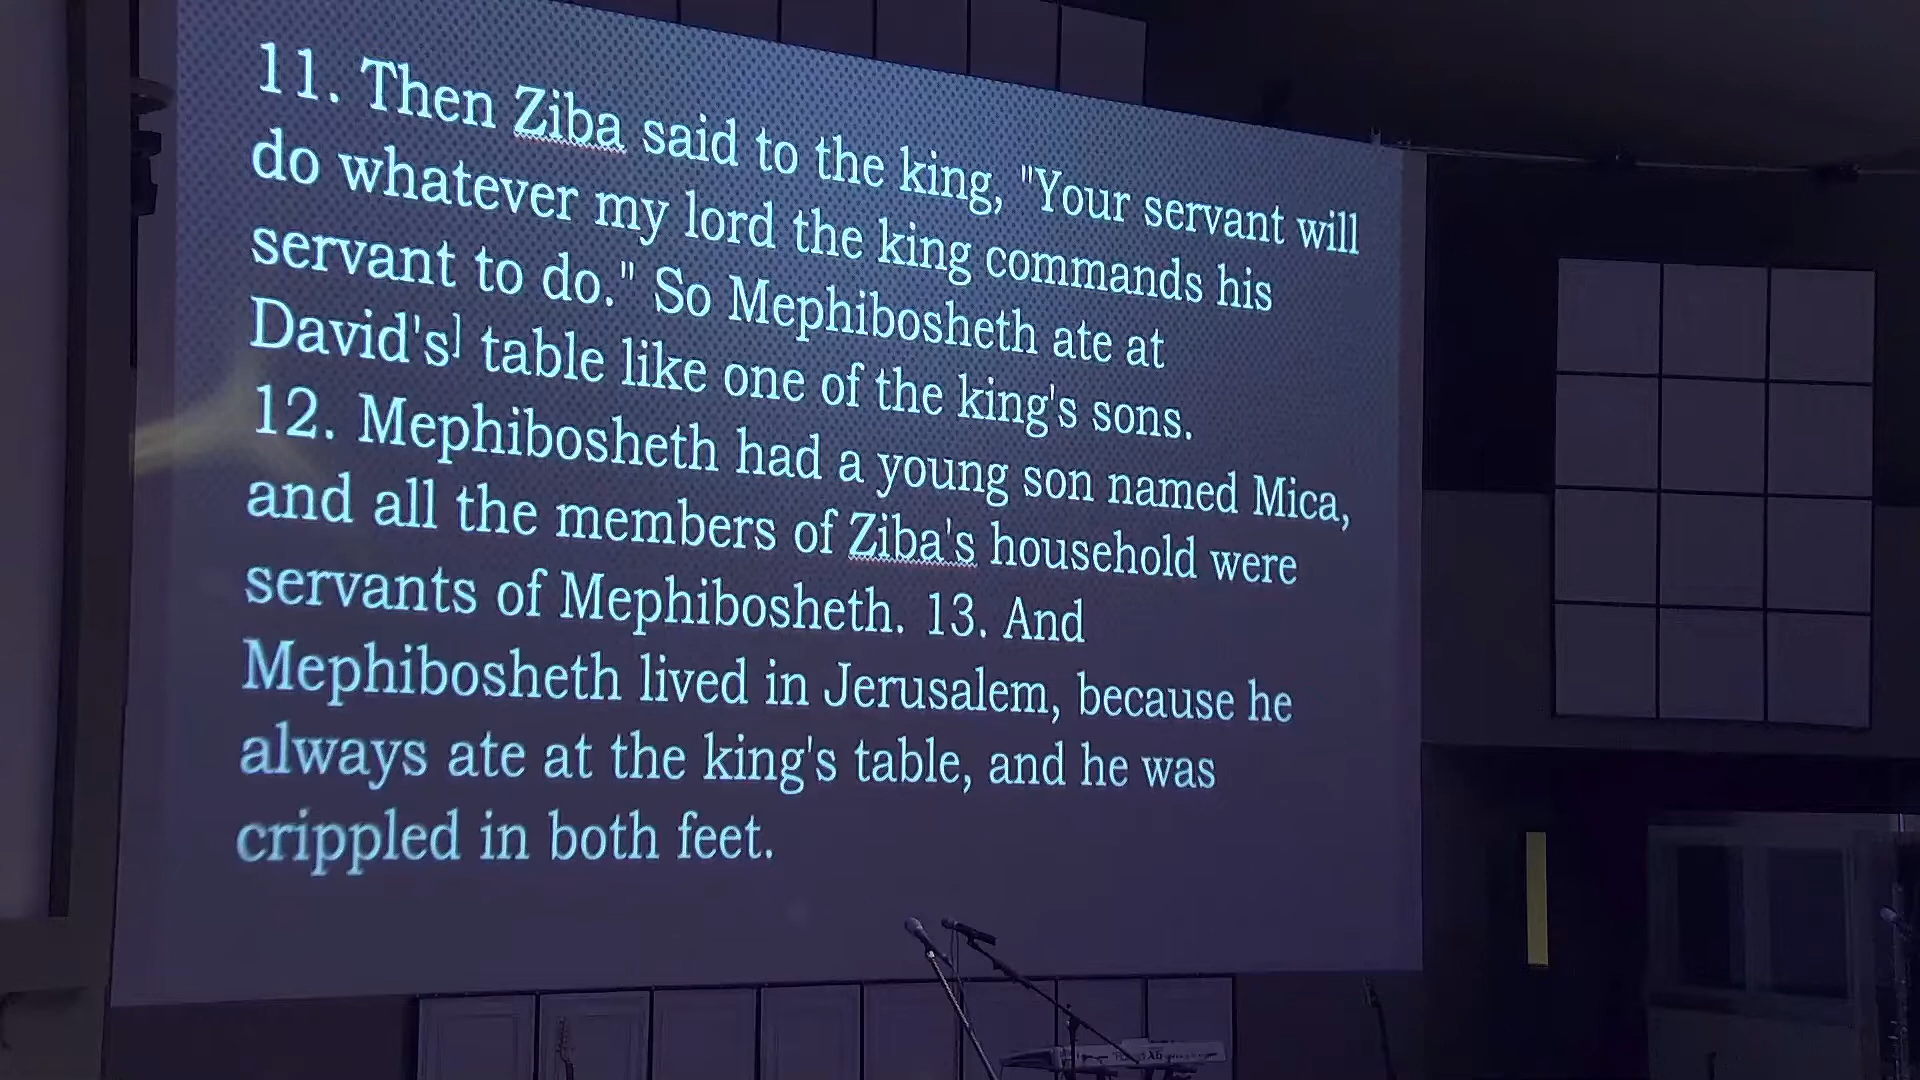 11. Then Ziba said to the king, "Your servant will
do whatever my lord the king commands his
servant to do." So Mephibosheth ate at
David's] table like one of the king's sons.
12. Mephibosheth had a young son named Mica,
and all the members of Ziba's household were
servants of Mephibosheth. 13. And
Mephibosheth lived in Jerusalem, because he
always ate at the king's table, and he was
crippled in both feet.